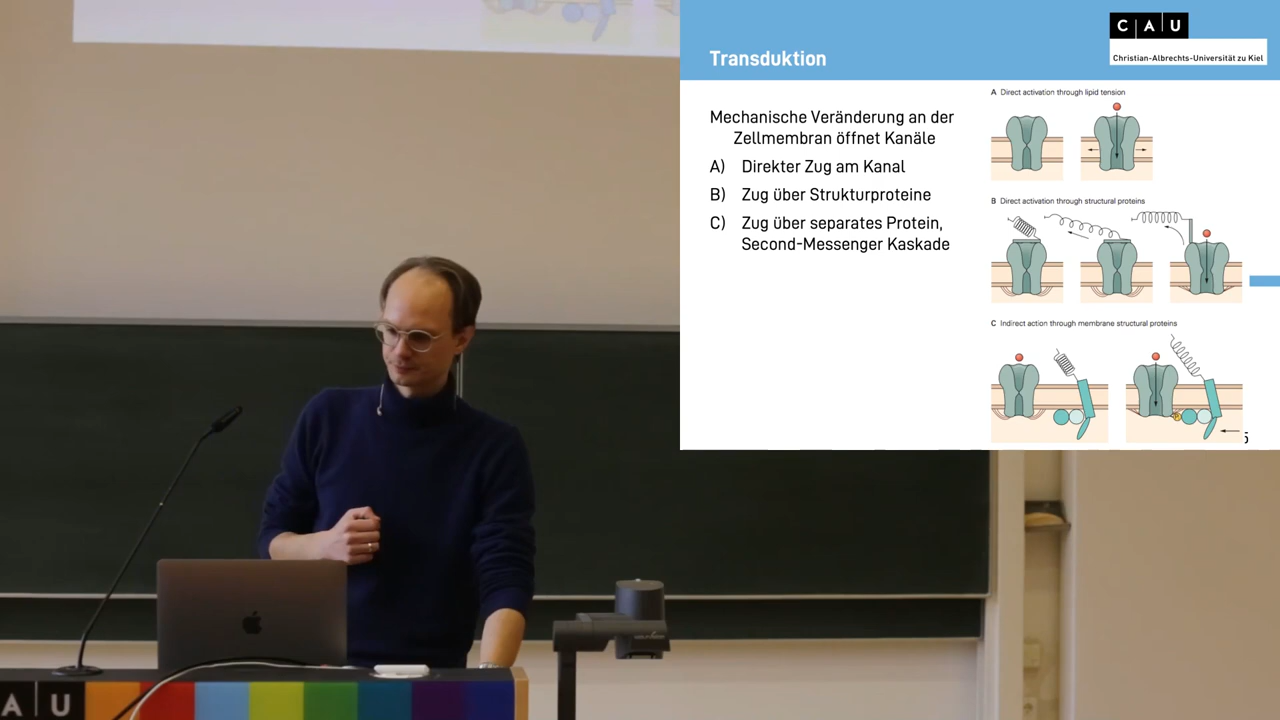 Transduktion
C A U
Christian-Albrechts-Universität zu Kiel
Mechanische Veränderung an der
Zellmembran öffnet Kanäle
A) Direkter Zug am Kanal
B) Zug über Strukturproteine
C) Zug über separates Protein,
Second-Messenger Kaskade
A Direct activation through lipid tension
B Direct activation through structural proteins
C Indirect action through membrane structural proteins
5
A U